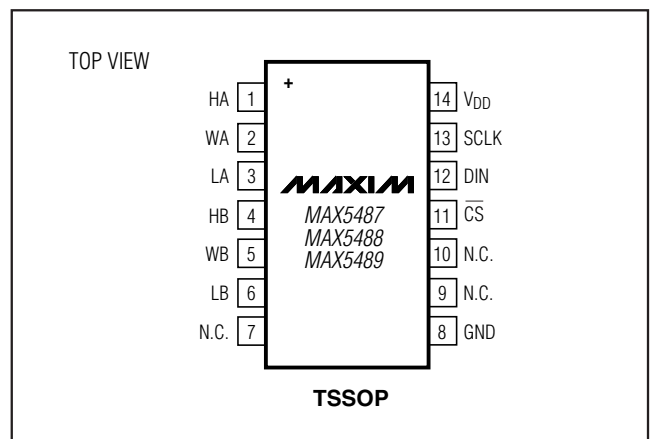 TOP VIEW
+
HA 1
WA 2
LA 3
HB 4
WB 5
LB 6
N.C. 7
MAXIM
MAX5487
MAX5488
MAX5489
14 VDD
13 SCLK
12 DIN
11 C̅S̅
10 N.C.
9 N.C.
8 GND
TSSOP